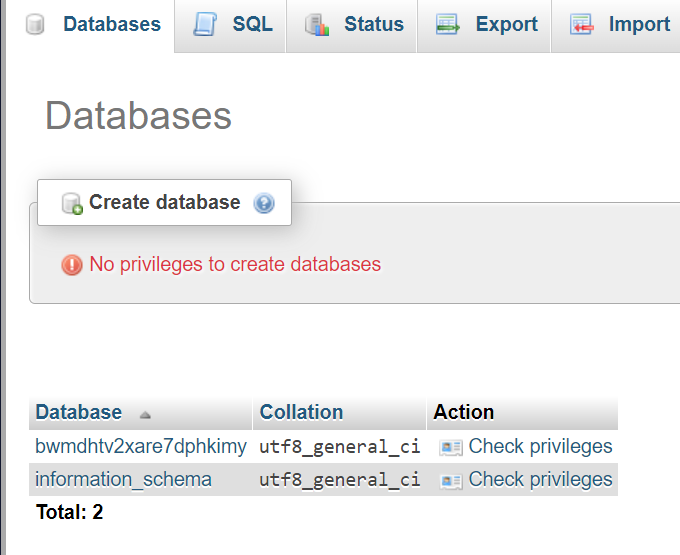 Databases SQL Status Export Import
Databases
Create database
No privileges to create databases
Database Collation Action
bwmdhtv2xare7dphkimy utf8_general_ci Check privileges
information_schema utf8_general_ci Check privileges
Total: 2